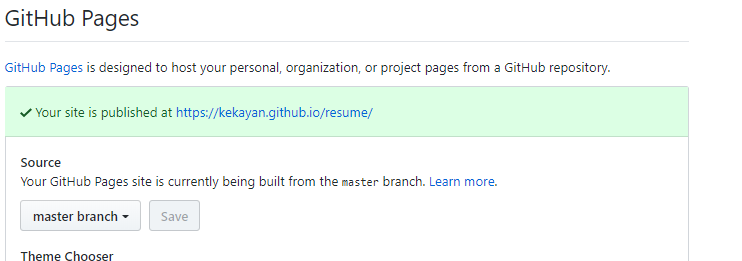 GitHub Pages
GitHub Pages is designed to host your personal, organization, or project pages from a GitHub repository.
Your site is published at https://kekayan.github.io/resume/
Source
Your GitHub Pages site is currently being built from the master branch. Learn more.
master branch Save
Theme Chooser